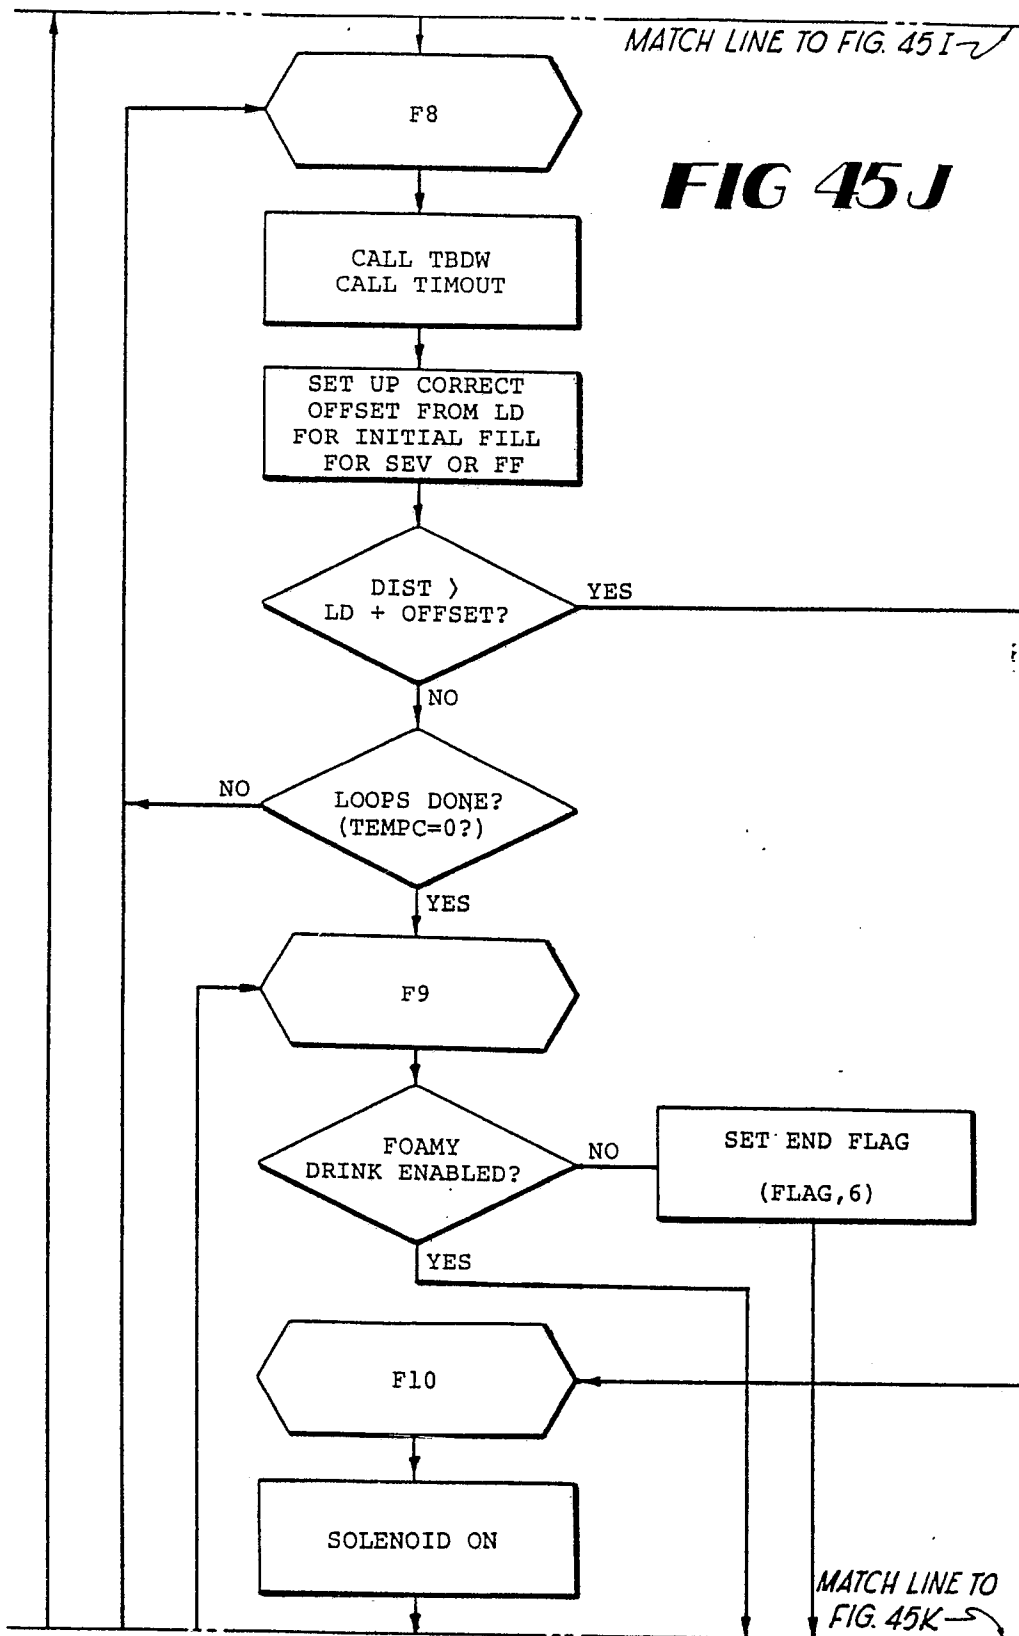 MATCH LINE TO FIG. 45I
F8
FIG 45J
CALL TBDW
CALL TIMOUT
SET UP CORRECT
OFFSET FROM LD
FOR INITIAL FILL
FOR SEV OR FF
DIST >
LD + OFFSET?
YES
NO
NO
LOOPS DONE?
(TEMPC=0?)
YES
F9
FOAMY
DRINK ENABLED?
NO
SET END FLAG
(FLAG,6)
YES
F10
SOLENOID ON
MATCH LINE TO
FIG. 45K